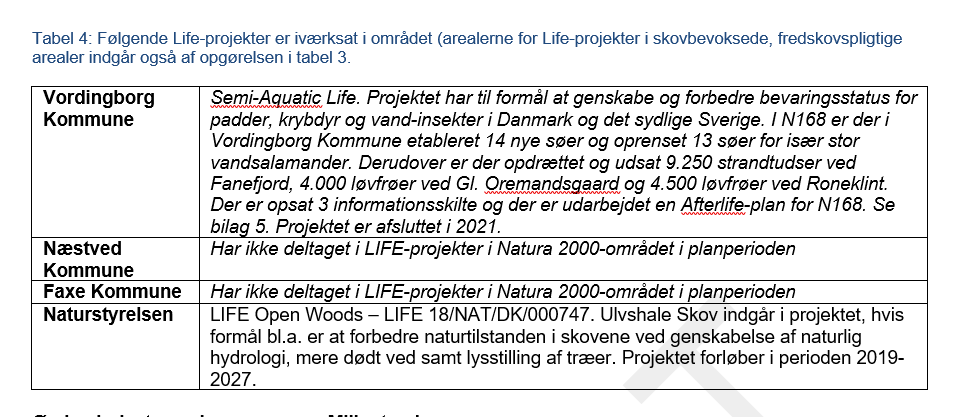 Tabel 4: Følgende Life-projekter er iværksat i området (arealerne for Life-projekter i skovbevoksede, fredskovspligtige
arealer indgår også af opgørelsen i tabel 3.
Vordingborg
Kommune
Semi-Aquatic Life. Projektet har til formål at genskabe og forbedre bevaringsstatus for
padder, krybdyr og vand-insekter i Danmark og det sydlige Sverige. I N168 er der i
Vordingborg Kommune etableret 14 nye søer og oprenset 13 søer for især stor
vandsalamander. Derudover er der opdrættet og udsat 9.250 strandtudser ved
Fanefjord, 4.000 løvfrøer ved Gl. Oremandsgaard og 4.500 løvfrøer ved Roneklint.
Der er opsat 3 informationsskilte og der er udarbejdet en Afterlife-plan for N168. Se
bilag 5. Projektet er afsluttet i 2021.
Næstved
Kommune
Har ikke deltaget i LIFE-projekter i Natura 2000-området i planperioden
Faxe Kommune
Har ikke deltaget i LIFE-projekter i Natura 2000-området i planperioden
Naturstyrelsen
LIFE Open Woods – LIFE 18/NAT/DK/000747. Ulvshale Skov indgår i projektet, hvis
formål bl.a. er at forbedre naturtilstanden i skovene ved genskabelse af naturlig
hydrologi, mere dødt ved samt lysstilling af træer. Projektet forløber i perioden 2019-
2027.